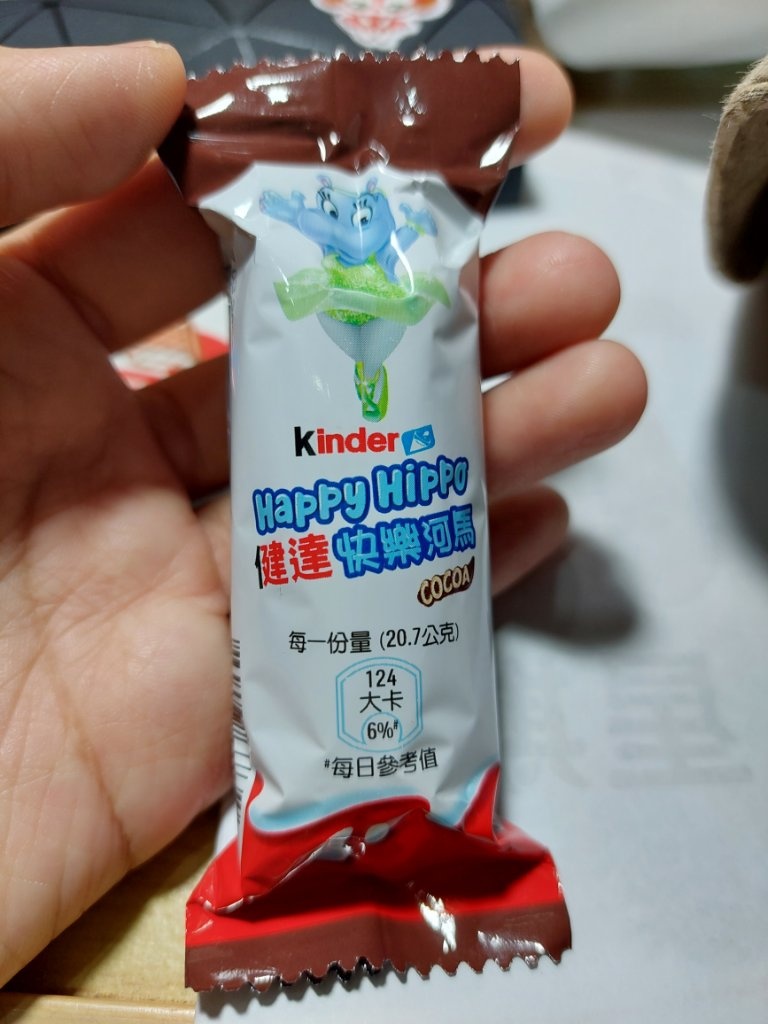 kinder
Happy Hippo
健達 快樂河馬
COCOA
每一份量 (20.7公克)
124
大卡
6%#
#每日參考值